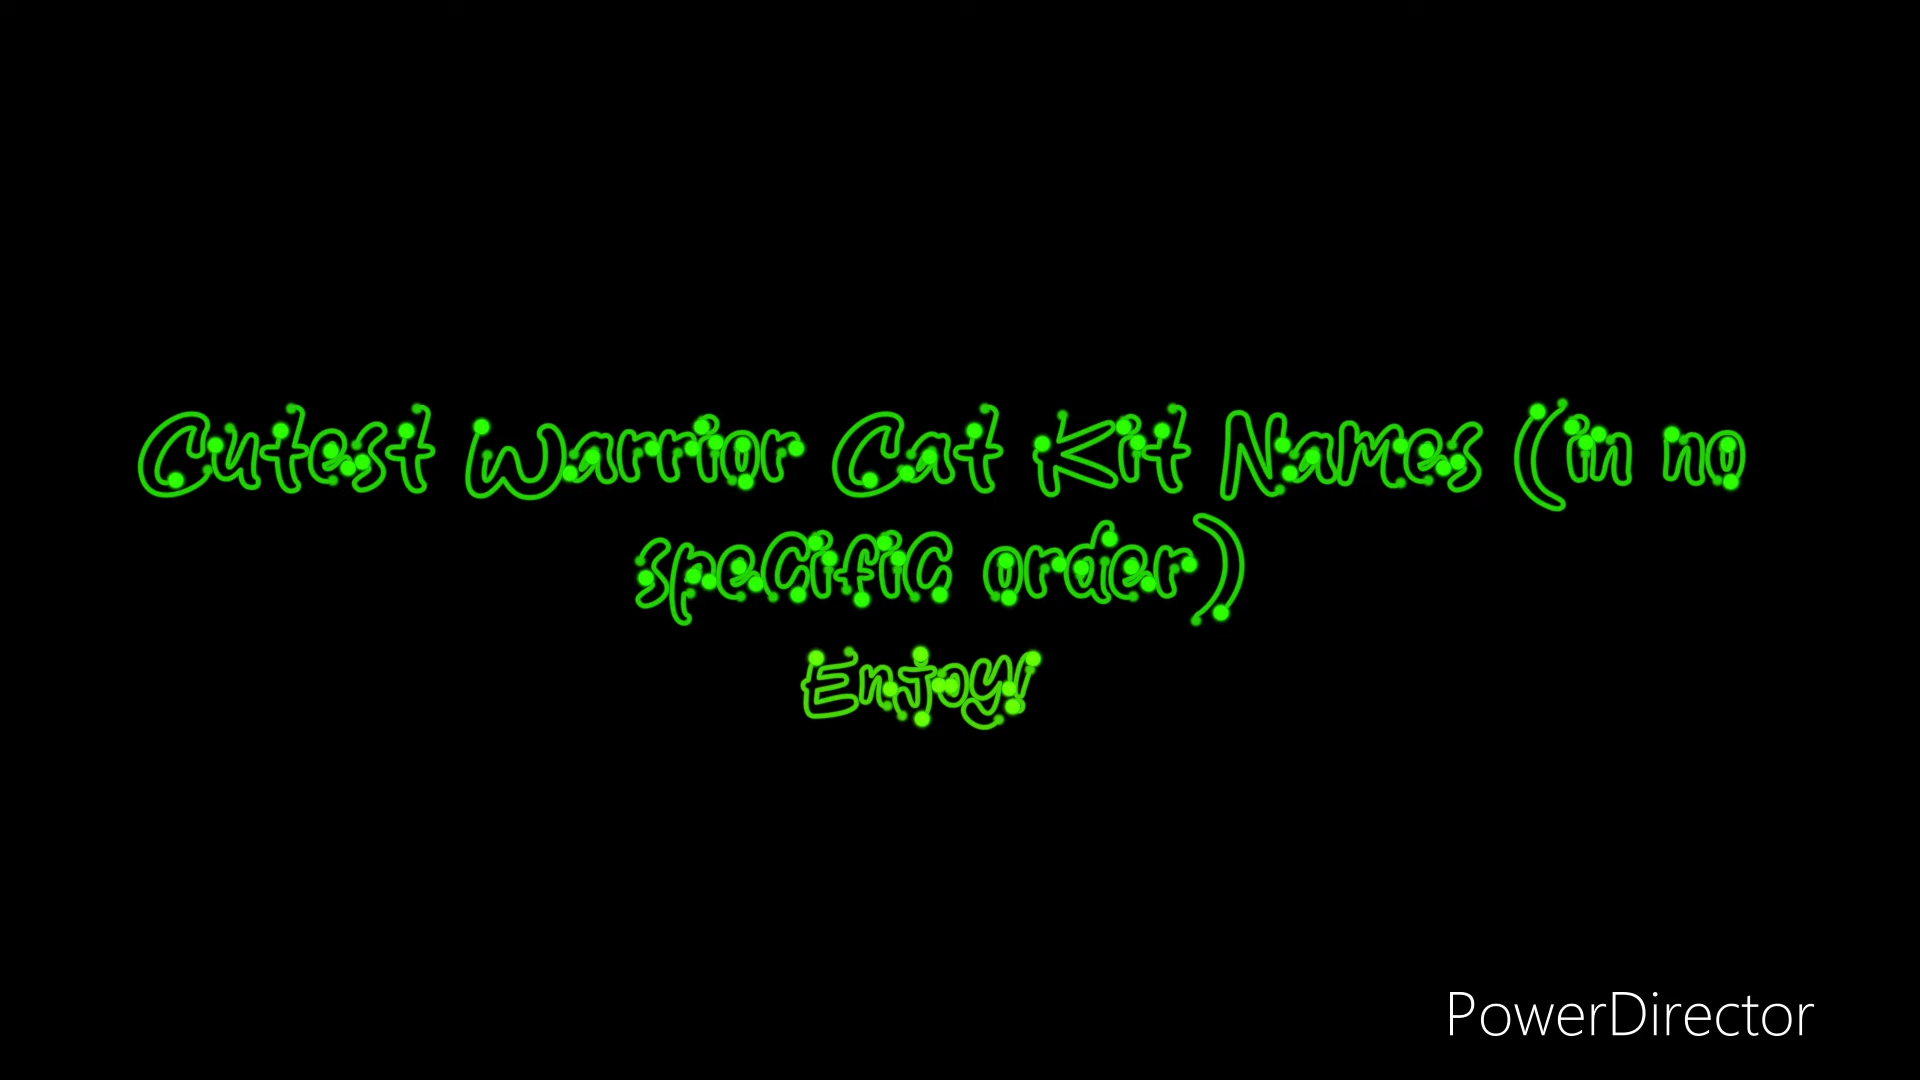 Cutest Warrior Cat Kit Names (in no
specific order)
Enjoy!
PowerDirector